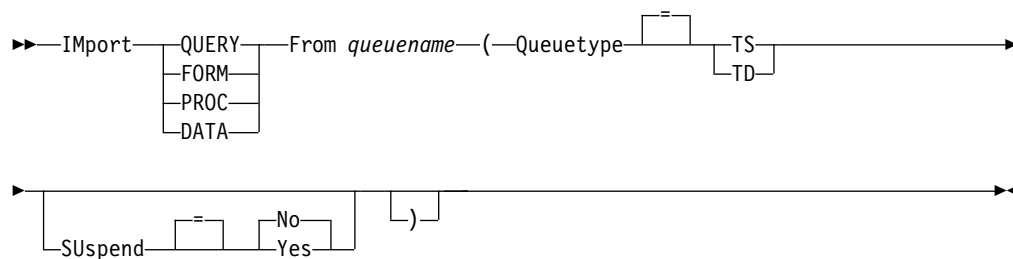 =
IMport QUERY From queuename ( Queuetype TS
FORM TD
PROC
DATA
= No
SUspend Yes )